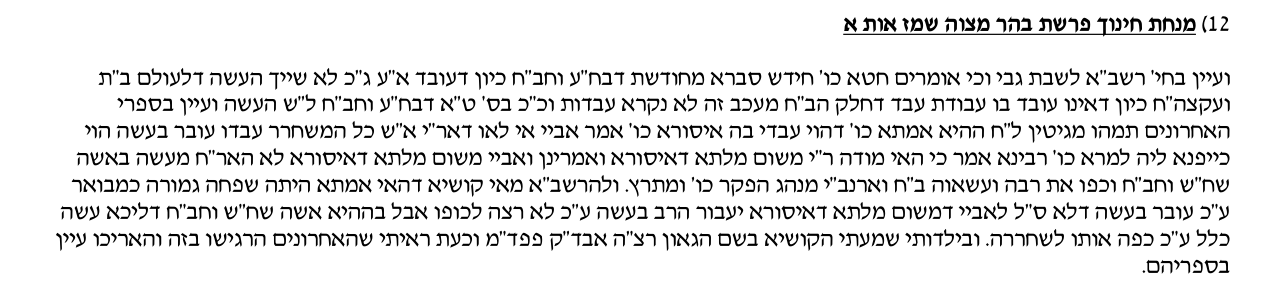 12) מנחת חינוך פרשת בהר מצוה שמז אות א
ועיין בחי' רשב"א לשבת גבי וכי אומרים חטא כו' חידש סברא מחודשת דבח"ע וחב"ח כיון דעובד א"ע ג"כ לא שייך העשה דלעולם ב"ת
ועקצה"ח כיון דאינו עובד בו עבודת עבד דחלק הב"ח מעכב זה לא נקרא עבדות וכ"כ בס' ט"א דבח"ע וחב"ח ל"ש העשה ועיין בספרי
האחרונים תמהו מגיטין ל"ח ההיא אמתא כו' דהוי עבדי בה איסורא כו' אמר אביי אי לאו דאר"י א"ש כל המשחרר עבדו עובר בעשה הוי
כייפנא ליה למרא כו' רבינא אמר כי האי מודה ר"י משום מלתא דאיסורא ואמרינן ואביי משום מלתא דאיסורא לא האר"ח מעשה באשה
שח"ש וחב"ח וכפו את רבה ועשאוה ב"ח וארנב"י מנהג הפקר כו' ומתרץ. ולהרשב"א מאי קושיא דהאי אמתא היתה שפחה גמורה כמבואר
ע"כ עובר בעשה דלא ס"ל לאביי דמשום מלתא דאיסורא יעבור הרב בעשה ע"כ לא רצה לכופו אבל בההיא אשה שח"ש וחב"ח דליכא עשה
כלל ע"כ כפה אותו לשחררה. ובילדותי שמעתי הקושיא בשם הגאון רצ"ה אבד"ק פפד"מ וכעת ראיתי שהאחרונים הרגישו בזה והאריכו עיין
בספריהם.